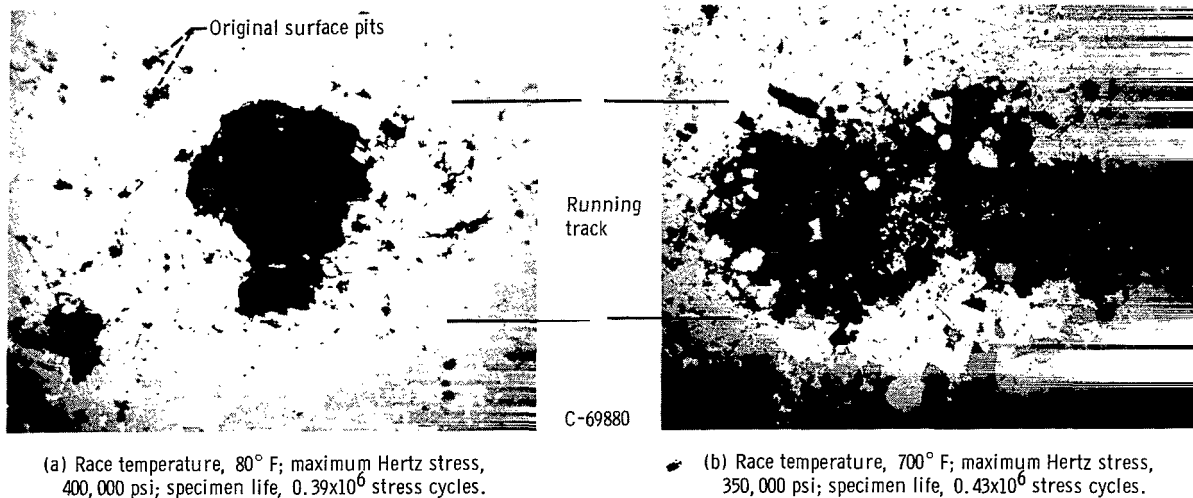 Original surface pits
Running
track
C-69880
(a) Race temperature, 80° F; maximum Hertz stress,
400,000 psi; specimen life, 0.39x10⁶ stress cycles.
(b) Race temperature, 700° F; maximum Hertz stress,
350,000 psi; specimen life, 0.43x10⁶ stress cycles.